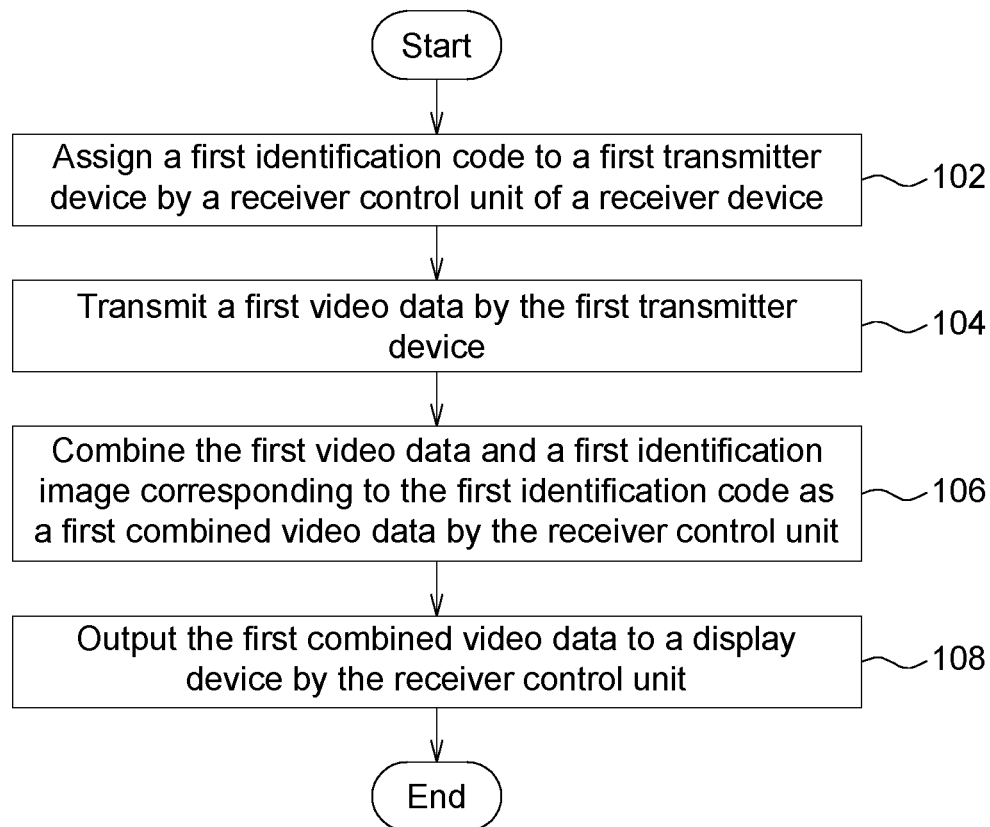 Start
Assign a first identification code to a first transmitter
device by a receiver control unit of a receiver device
102
Transmit a first video data by the first transmitter
device
104
Combine the first video data and a first identification
image corresponding to the first identification code as
a first combined video data by the receiver control unit
106
Output the first combined video data to a display
device by the receiver control unit
108
End